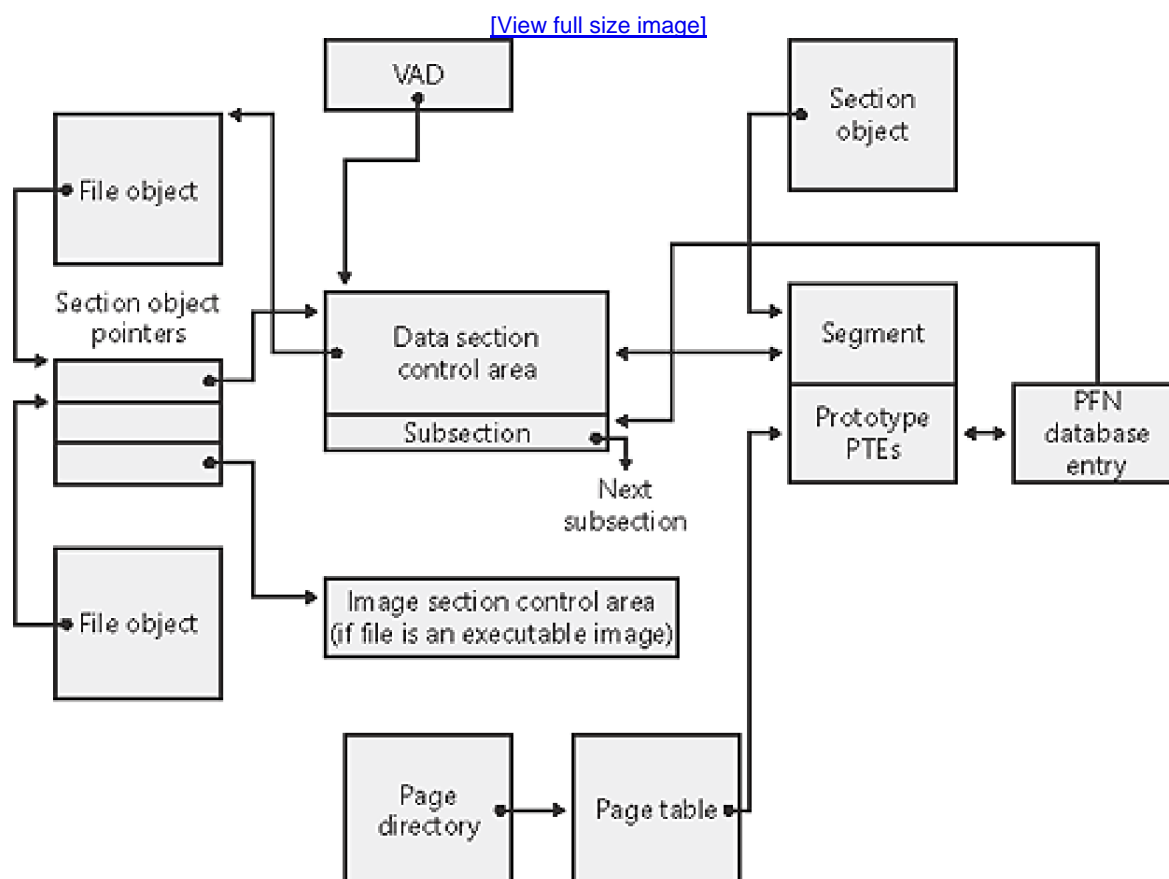 [View full size image]
VAD
Section
object
File object
Section object
pointers
Data section
control area
Subsection
Next
subsection
Segment
Prototype
PTEs
PFN
database
entry
File object
Image section control area
(if file is an executable image)
Page
directory
Page table